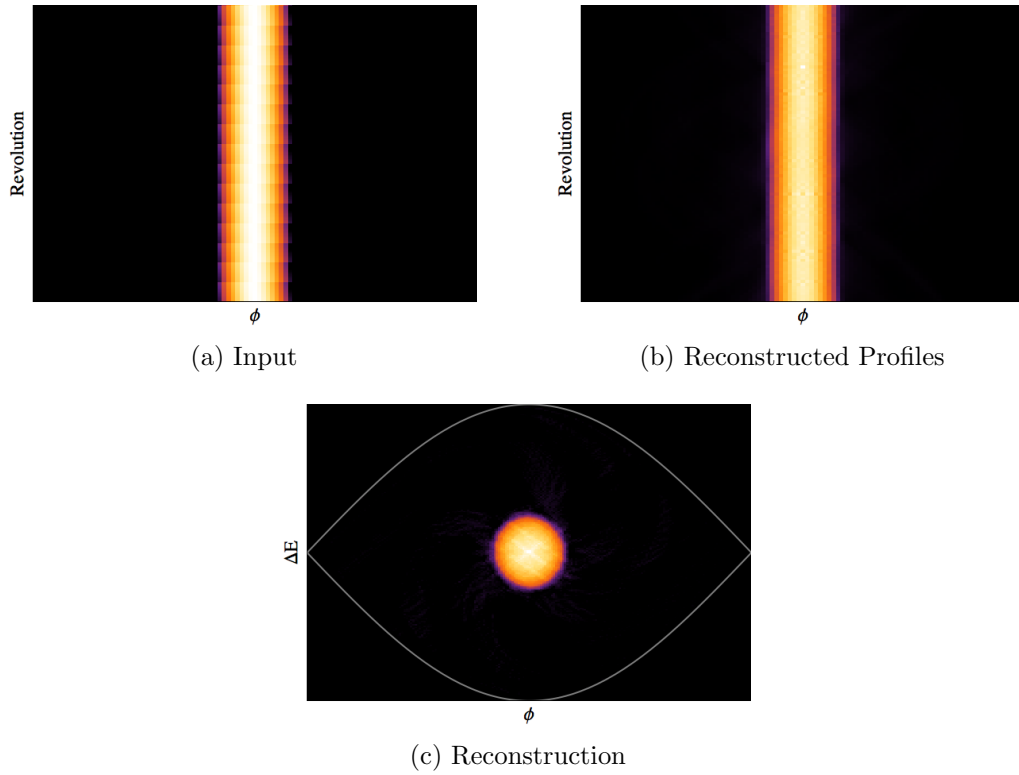 Revolution
ϕ
(a) Input
Revolution
ϕ
(b) Reconstructed Profiles
ΔE
ϕ
(c) Reconstruction